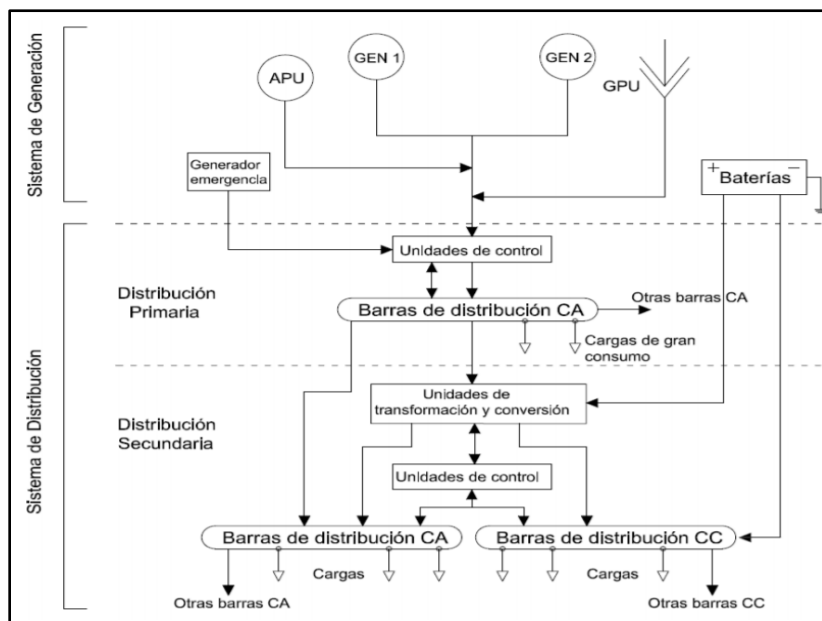 Sistema de Generación
APU
GEN 1
GEN 2
GPU
Generador
emergencia
+ Baterías −
Sistema de Distribución
Distribución
Primaria
Unidades de control
Barras de distribución CA
Otras barras CA
Cargas de gran
consumo
Distribución
Secundaria
Unidades de
transformación y conversión
Unidades de control
Barras de distribución CA
Barras de distribución CC
Cargas
Cargas
Otras barras CA
Otras barras CC